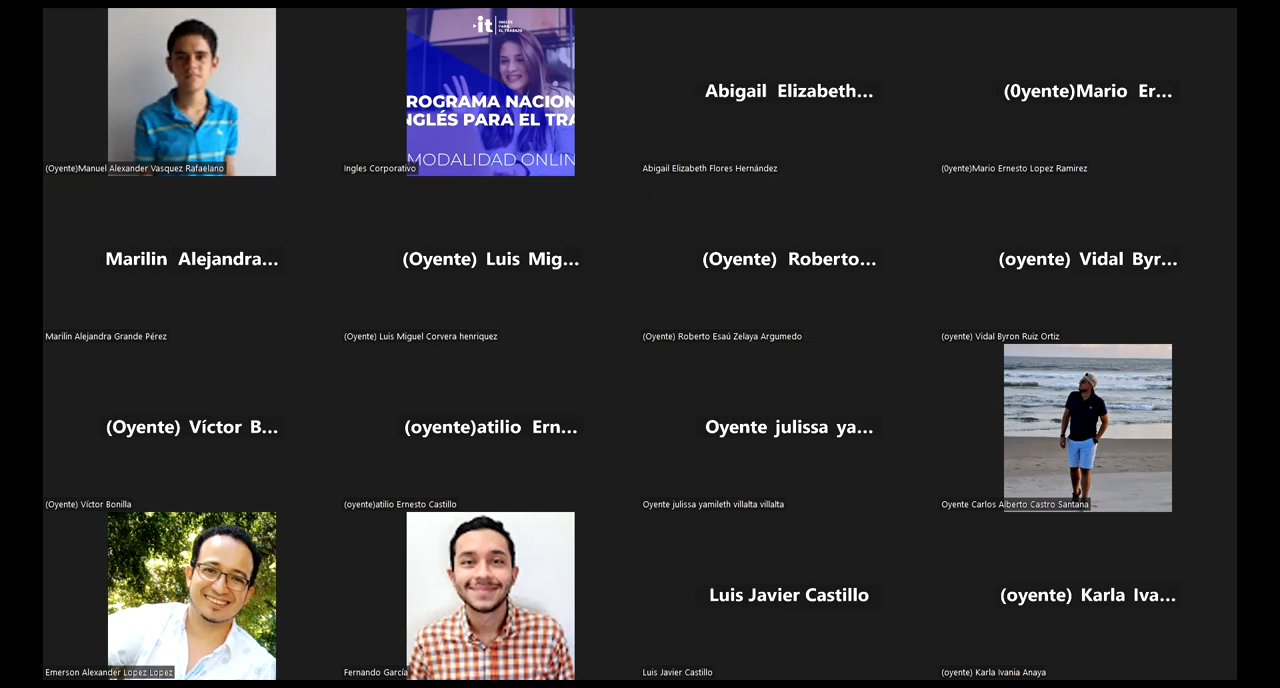 (Oyente)Manuel Alexander Vasquez Rafaelano
it
INGLÉS
PARA
EL TRABAJO
ROGRAMA NACION
NGLÉS PARA EL TRA
MODALIDAD ONLIN
Ingles Corporativo
Abigail Elizabeth...
Abigail Elizabeth Flores Hernández
(0yente)Mario Er...
(0yente)Mario Ernesto Lopez Ramirez
Marilin Alejandra...
Marilin Alejandra Grande Pérez
(Oyente) Luis Mig...
(Oyente) Luis Miguel Corvera henriquez
(Oyente) Roberto...
(Oyente) Roberto Esaú Zelaya Argumedo
(oyente) Vidal Byr...
(oyente) Vidal Byron Ruiz Ortiz
(Oyente) Víctor B...
(Oyente) Víctor Bonilla
(oyente)atilio Ern...
(oyente)atilio Ernesto Castillo
Oyente julissa ya...
Oyente julissa yamileth villalta villalta
Oyente Carlos Alberto Castro Santana
Emerson Alexander Lopez Lopez
Fernando García
Luis Javier Castillo
Luis Javier Castillo
(oyente) Karla Iva...
(oyente) Karla Ivania Anaya